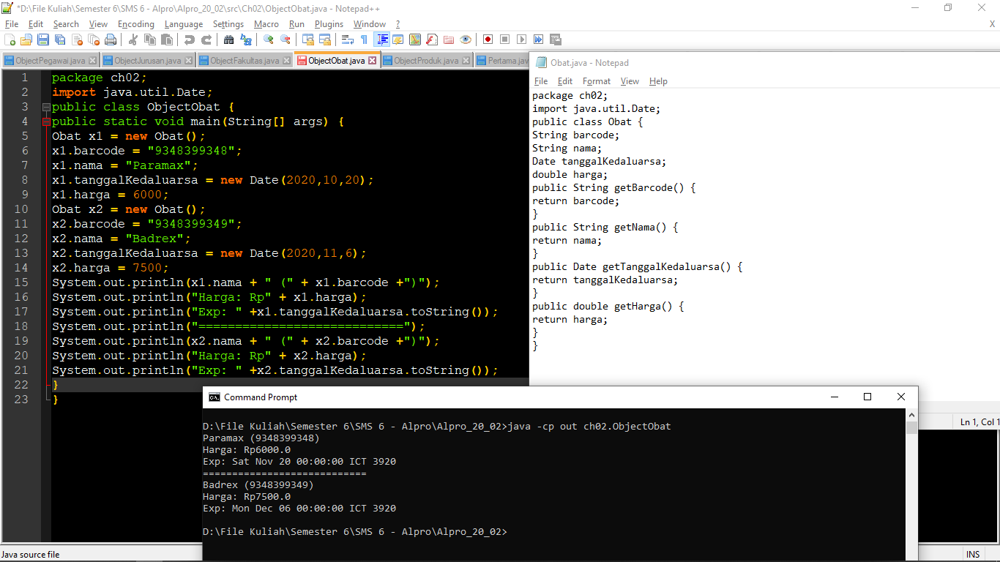 *D:\File Kuliah\Semester 6\SMS 6 - Alpro\Alpro_20_02\src\Ch02\ObjectObat.java - Notepad++
File Edit Search View Encoding Language Settings Macro Run Plugins Window ? X
ObjectPegawai.java ObjectJurusan.java ObjectFakultas.java ObjectObat.java ObjectProduk.java Pertama.java
1 package ch02;
2 import java.util.Date;
3 public class ObjectObat {
4 public static void main(String[] args) {
5 Obat x1 = new Obat();
6 x1.barcode = "9348399348";
7 x1.nama = "Paramax";
8 x1.tanggalKedaluarsa = new Date(2020,10,20);
9 x1.harga = 6000;
10 Obat x2 = new Obat();
11 x2.barcode = "9348399349";
12 x2.nama = "Badrex";
13 x2.tanggalKedaluarsa = new Date(2020,11,6);
14 x2.harga = 7500;
15 System.out.println(x1.nama + " (" + x1.barcode +")");
16 System.out.println("Harga: Rp" + x1.harga);
17 System.out.println("Exp: " +x1.tanggalKedaluarsa.toString());
18 System.out.println("============================");
19 System.out.println(x2.nama + " (" + x2.barcode +")");
20 System.out.println("Harga: Rp" + x2.harga);
21 System.out.println("Exp: " +x2.tanggalKedaluarsa.toString());
22 }
23 }
Obat.java - Notepad
File Edit Format View Help
package ch02;
import java.util.Date;
public class Obat {
String barcode;
String nama;
Date tanggalKedaluarsa;
double harga;
public String getBarcode() {
return barcode;
}
public String getNama() {
return nama;
}
public Date getTanggalKedaluarsa() {
return tanggalKedaluarsa;
}
public double getHarga() {
return harga;
}
}
Ln 1, Col 1
Command Prompt
D:\File Kuliah\Semester 6\SMS 6 - Alpro\Alpro_20_02>java -cp out ch02.ObjectObat
Paramax (9348399348)
Harga: Rp6000.0
Exp: Sat Nov 20 00:00:00 ICT 3920
============================
Badrex (9348399349)
Harga: Rp7500.0
Exp: Mon Dec 06 00:00:00 ICT 3920
D:\File Kuliah\Semester 6\SMS 6 - Alpro\Alpro_20_02>
Java source file
INS